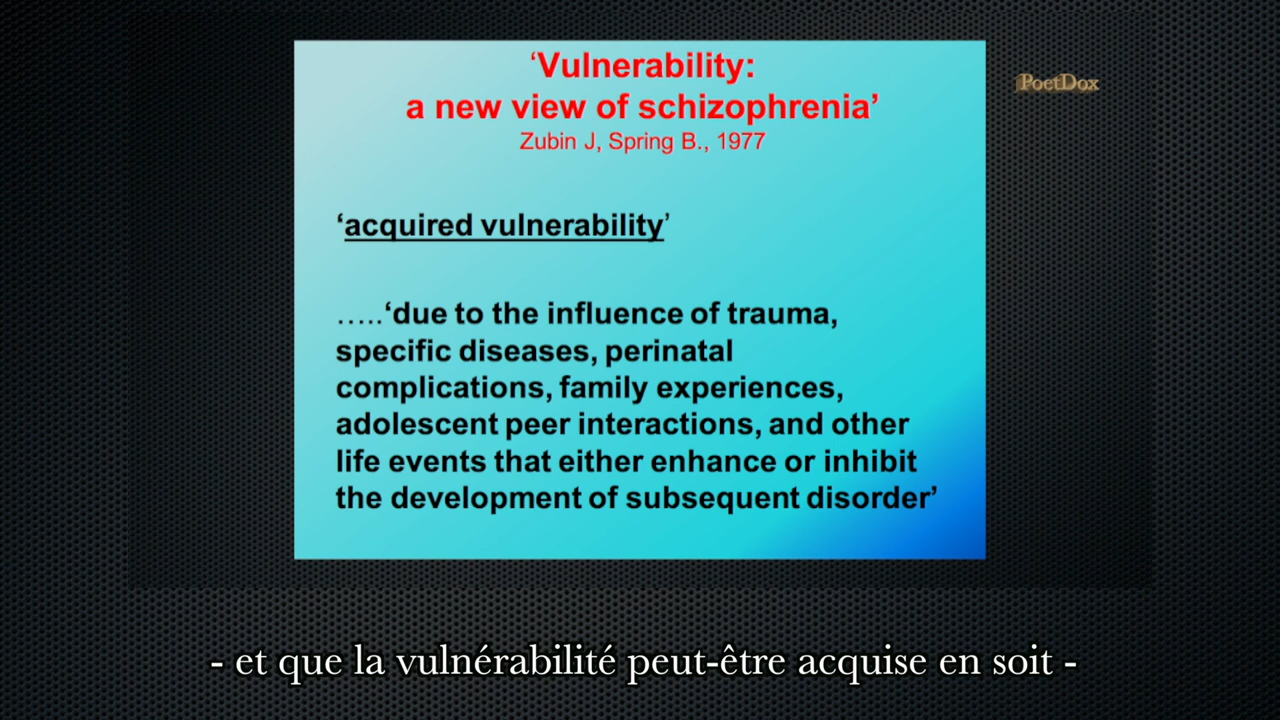 ‘Vulnerability:
a new view of schizophrenia’
Zubin J, Spring B., 1977
PoetDox
‘acquired vulnerability’
…..‘due to the influence of trauma,
specific diseases, perinatal
complications, family experiences,
adolescent peer interactions, and other
life events that either enhance or inhibit
the development of subsequent disorder’
- et que la vulnérabilité peut-être acquise en soit -